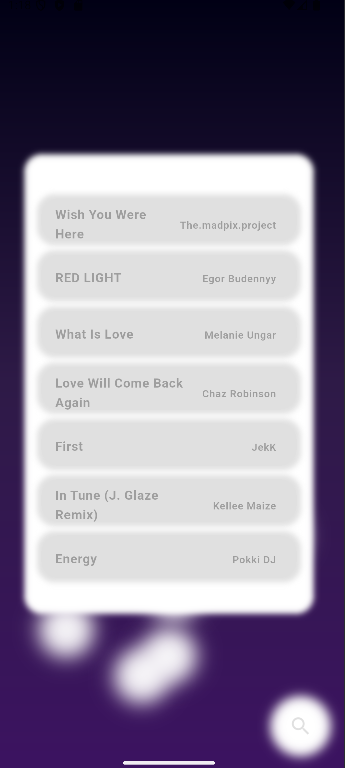 Wish You Were
Here
The.madpix.project
RED LIGHT
Egor Budennyy
What Is Love
Melanie Ungar
Love Will Come Back
Again
Chaz Robinson
First
JekK
In Tune (J. Glaze
Remix)
Kellee Maize
Energy
Pokki DJ